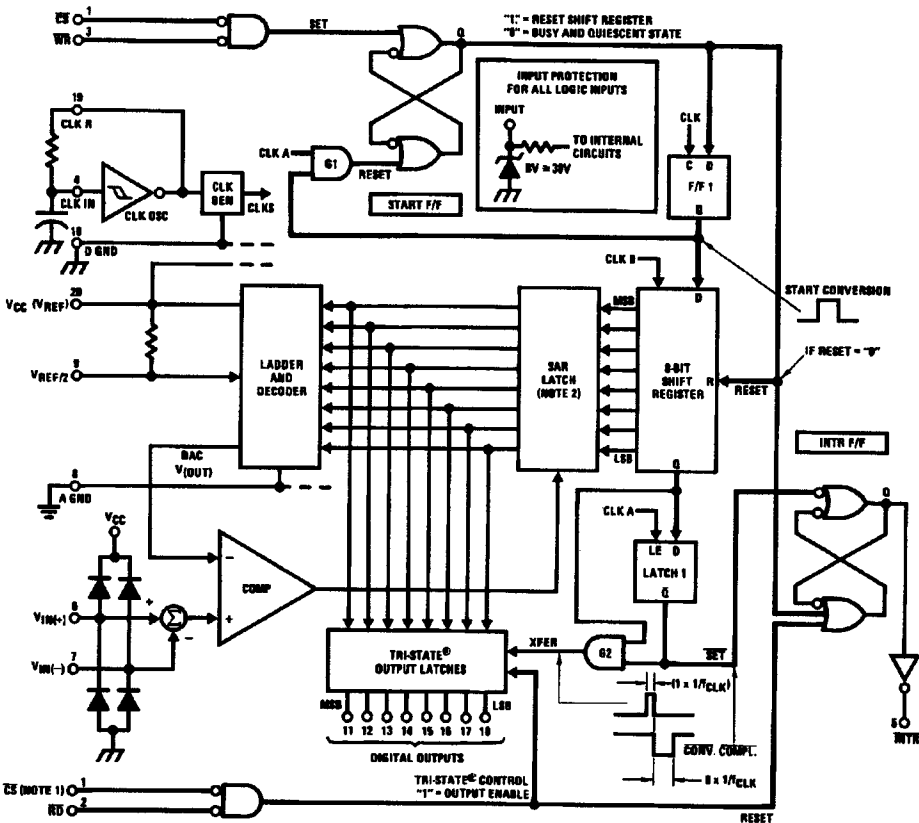 CS 1
WR 3
SET
Q
"1" = RESET SHIFT REGISTER
"0" = BUSY AND QUIESCENT STATE
INPUT PROTECTION
FOR ALL LOGIC INPUTS
INPUT
TO INTERNAL
CIRCUITS
BV = 30V
CLK
C D
F/F 1
Q
19
CLK R
4
CLK IN
CLK OSC
CLK
GEN
CLKS
10
D GND
CLK A
G1
RESET
START F/F
CLK B
D
START CONVERSION
20
VCC (VREF)
9
VREF/2
LADDER
AND
DECODER
SAR
LATCH
(NOTE 2)
MSB
LSB
8-BIT
SHIFT
REGISTER
R
RESET
IF RESET = "0"
Q
DAC
V(OUT)
8
A GND
INTR F/F
Q
VCC
CLK A
LE D
LATCH 1
Q
6
VIN(+)
7
VIN(−)
+
Σ
−
−
+
COMP
TRI-STATE®
OUTPUT LATCHES
XFER
G2
SET
(1 x 1/fCLK)
CONV. COMPL.
8 x 1/fCLK
MSB
LSB
11 12 13 14 15 16 17 18
DIGITAL OUTPUTS
5
INTR
CS (NOTE 1) 1
RD 2
TRI-STATE® CONTROL
"1" = OUTPUT ENABLE
RESET